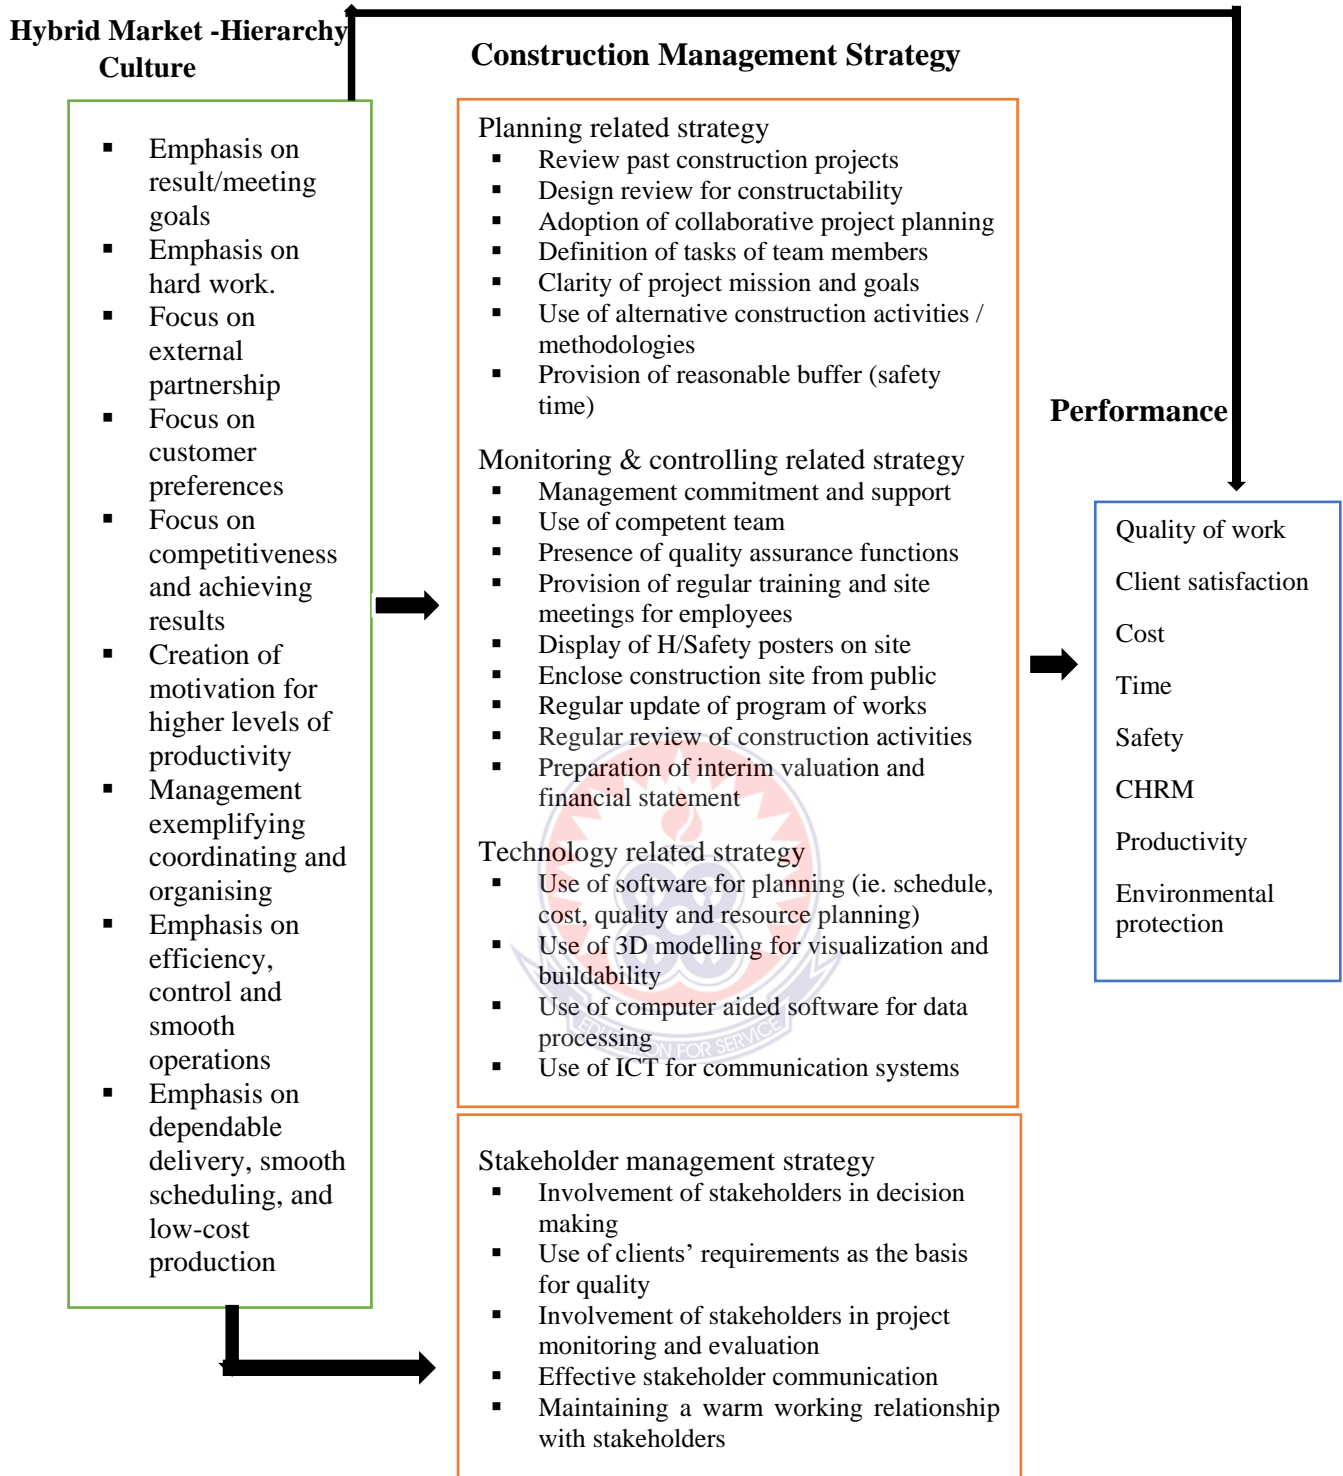 Hybrid Market -Hierarchy
Culture
▪ Emphasis on
result/meeting
goals
▪ Emphasis on
hard work.
▪ Focus on
external
partnership
▪ Focus on
customer
preferences
▪ Focus on
competitiveness
and achieving
results
▪ Creation of
motivation for
higher levels of
productivity
▪ Management
exemplifying
coordinating and
organising
▪ Emphasis on
efficiency,
control and
smooth
operations
▪ Emphasis on
dependable
delivery, smooth
scheduling, and
low-cost
production
Construction Management Strategy
Planning related strategy
▪ Review past construction projects
▪ Design review for constructability
▪ Adoption of collaborative project planning
▪ Definition of tasks of team members
▪ Clarity of project mission and goals
▪ Use of alternative construction activities /
methodologies
▪ Provision of reasonable buffer (safety
time)
Monitoring & controlling related strategy
▪ Management commitment and support
▪ Use of competent team
▪ Presence of quality assurance functions
▪ Provision of regular training and site
meetings for employees
▪ Display of H/Safety posters on site
▪ Enclose construction site from public
▪ Regular update of program of works
▪ Regular review of construction activities
▪ Preparation of interim valuation and
financial statement
Technology related strategy
▪ Use of software for planning (ie. schedule,
cost, quality and resource planning)
▪ Use of 3D modelling for visualization and
buildability
▪ Use of computer aided software for data
processing
▪ Use of ICT for communication systems
EDUCATION FOR SERVICE
Stakeholder management strategy
▪ Involvement of stakeholders in decision
making
▪ Use of clients’ requirements as the basis
for quality
▪ Involvement of stakeholders in project
monitoring and evaluation
▪ Effective stakeholder communication
▪ Maintaining a warm working relationship
with stakeholders
Performance
Quality of work
Client satisfaction
Cost
Time
Safety
CHRM
Productivity
Environmental
protection